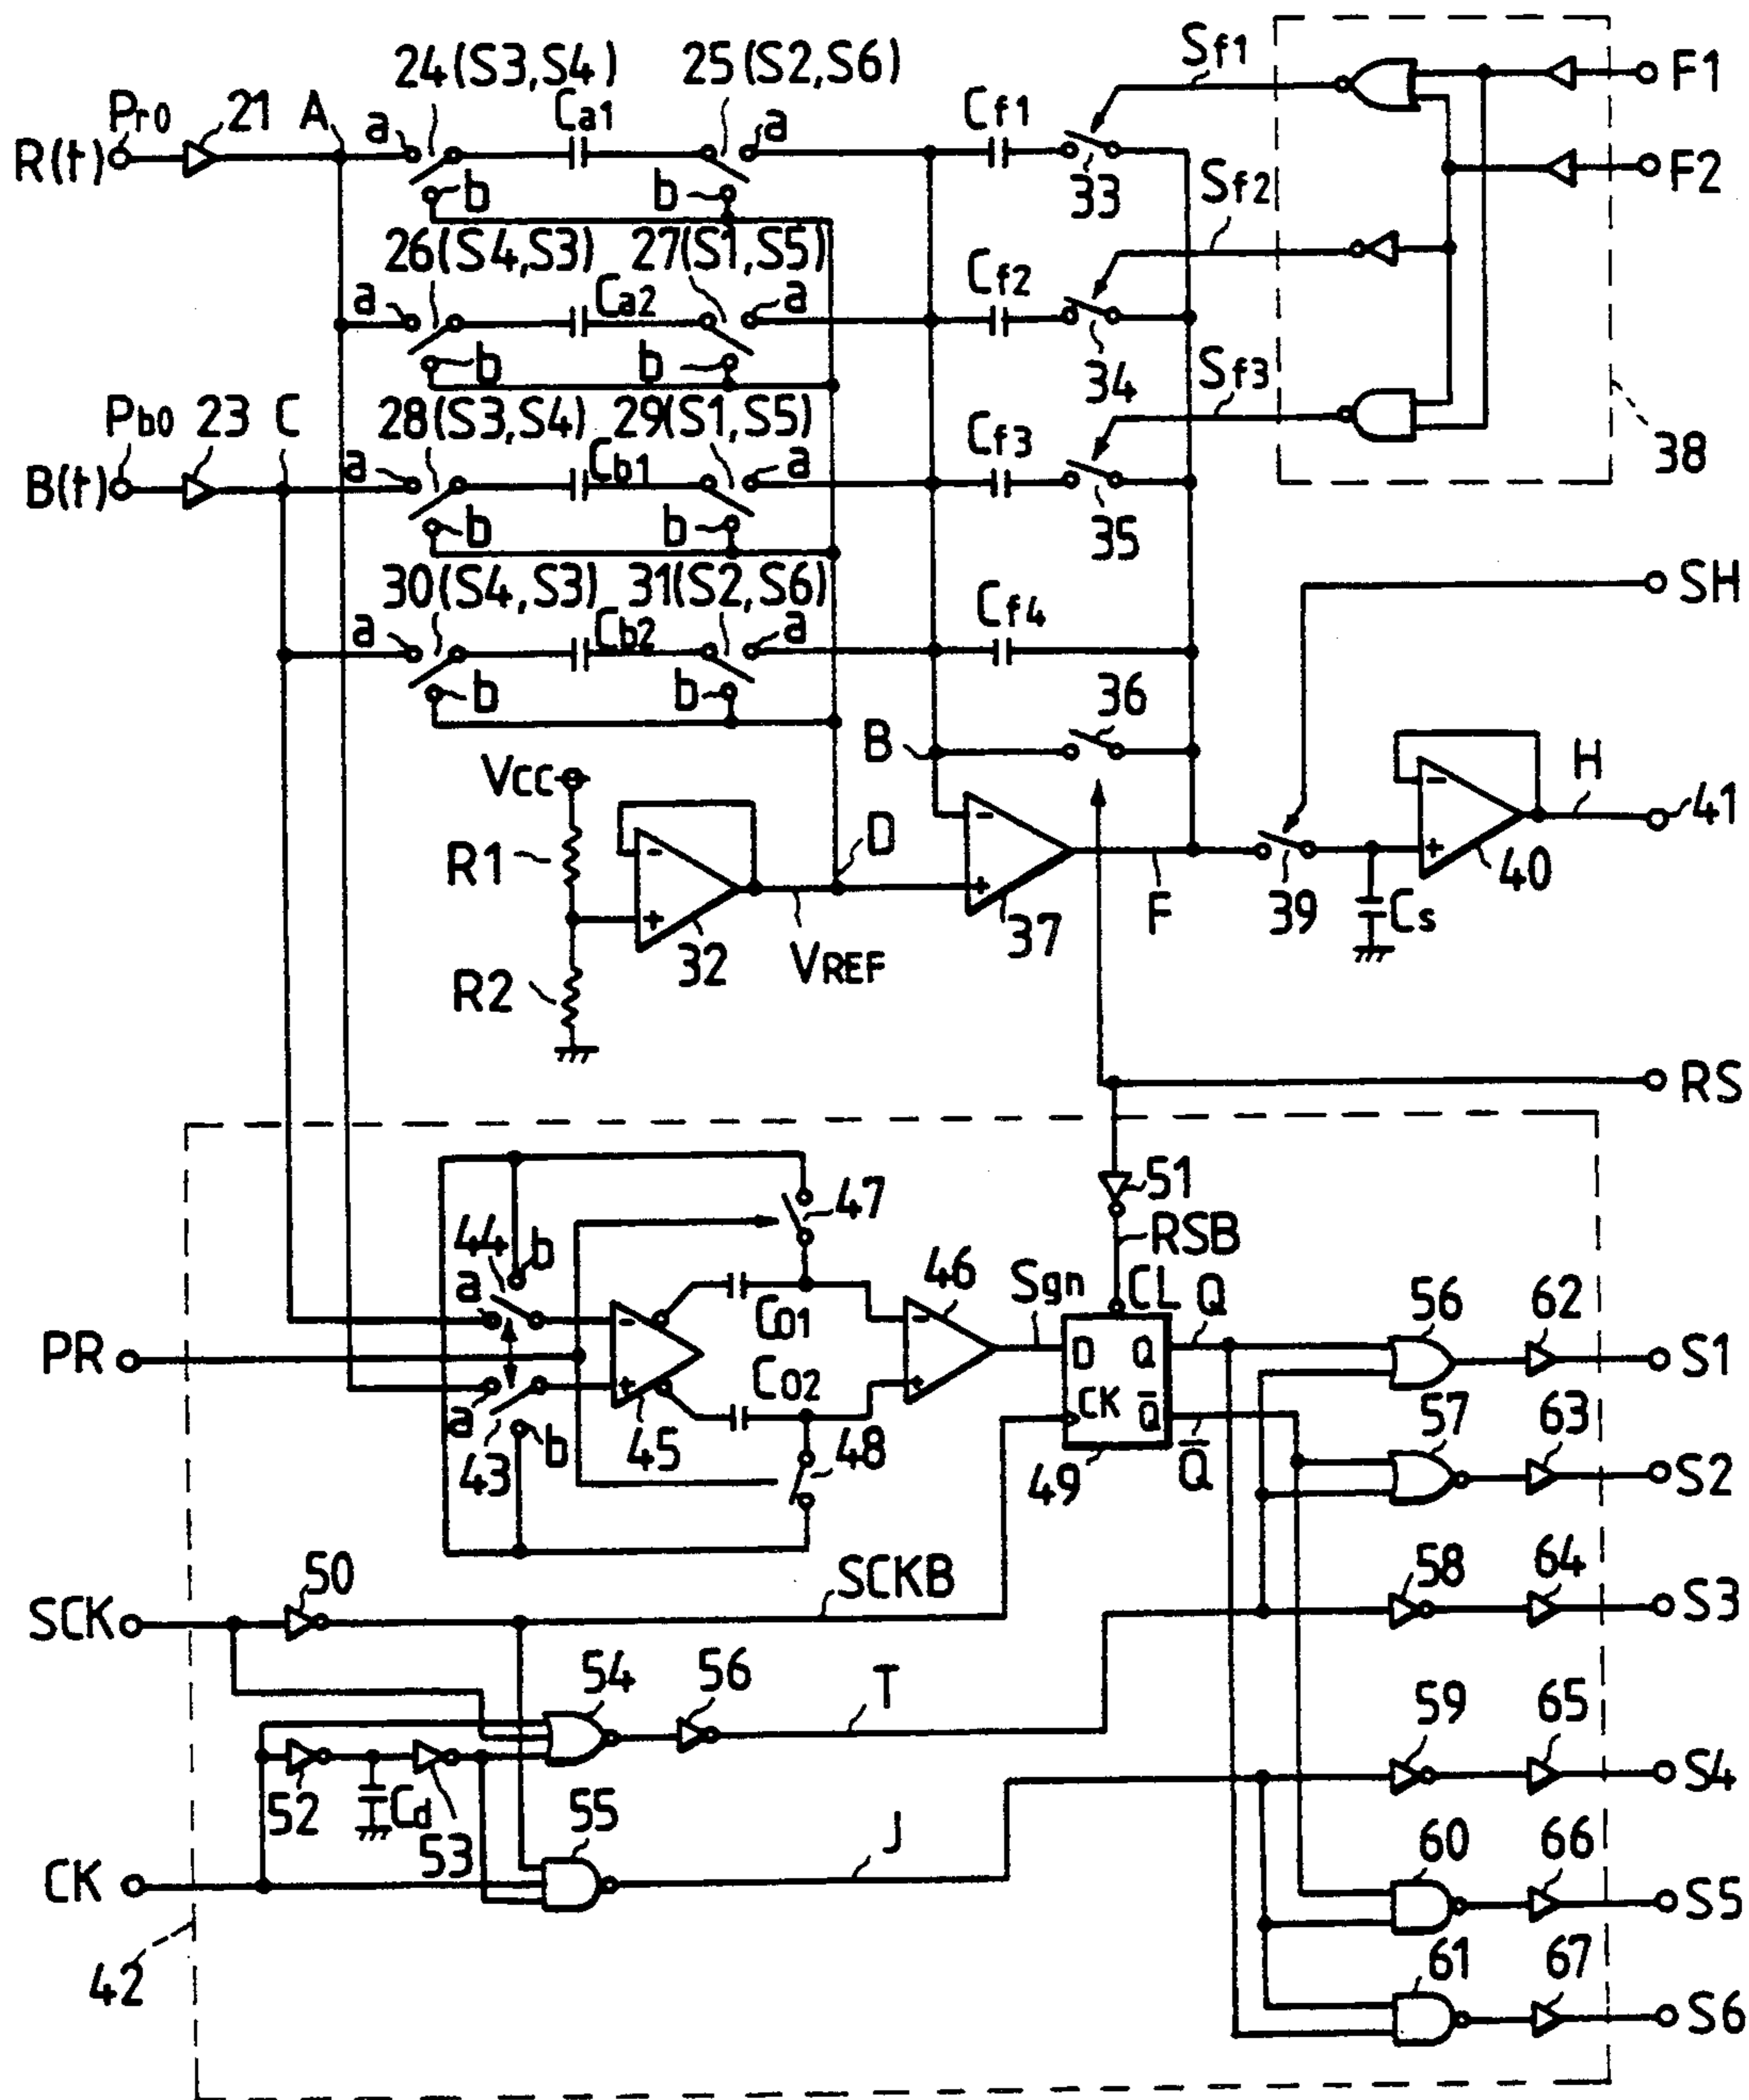 24(S3,S4)
25(S2,S6)
Sf1
F1
Pr0
21
A
a
Ca1
a
Cf1
R(t)
b
b
33
Sf2
F2
26(S4,S3)
27(S1,S5)
a
Ca2
a
Cf2
b
b
34
Sf3
Pb0
23
C
28(S3,S4)
29(S1,S5)
Cf3
38
B(t)
a
Cb1
a
b
b
35
30(S4,S3)
31(S2,S6)
Cf4
SH
a
Cb2
a
b
b
36
B
Vcc
H
41
R1
D
-
+
-
+
-
+
40
F
39
Cs
37
32
VREF
R2
RS
51
47
RSB
44
b
a
46
Sgn
CL
Q
56
62
C01
-
PR
-
D
Q
S1
C02
+
CK
Q̅
57
63
a
+
b
45
48
43
49
Q̅
S2
50
SCKB
58
64
SCK
S3
54
56
T
59
65
52
Cd
53
55
J
S4
60
66
CK
S5
42
61
67
S6